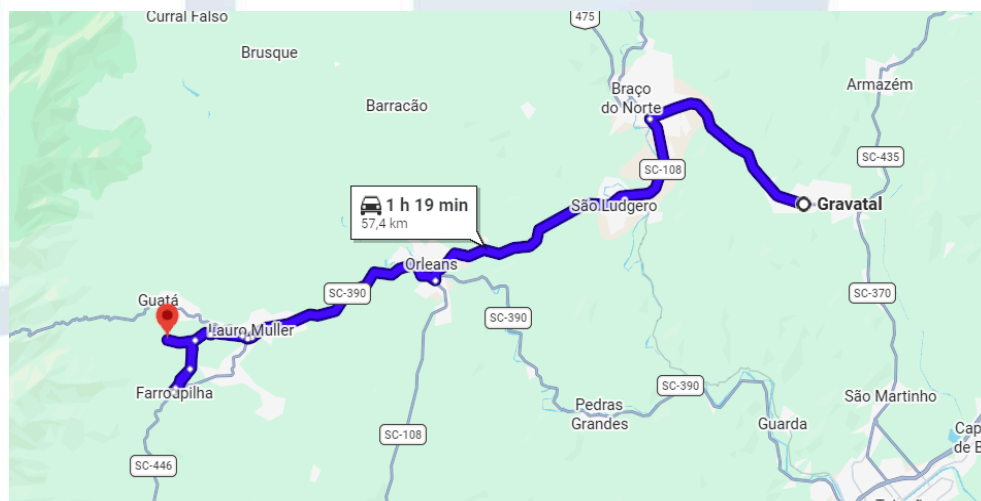 Curral Falso
475
Brusque
Braço
do Norte
Armazém
Barracão
SC-435
SC-108
1 h 19 min
57,4 km
São Ludgero
Gravatal
Orleans
SC-390
SC-370
Guatá
SC-390
Lauro Muller
Farroupilha
SC-390
São Martinho
Pedras
Grandes
Guarda
SC-108
Cap
de B
SC-446